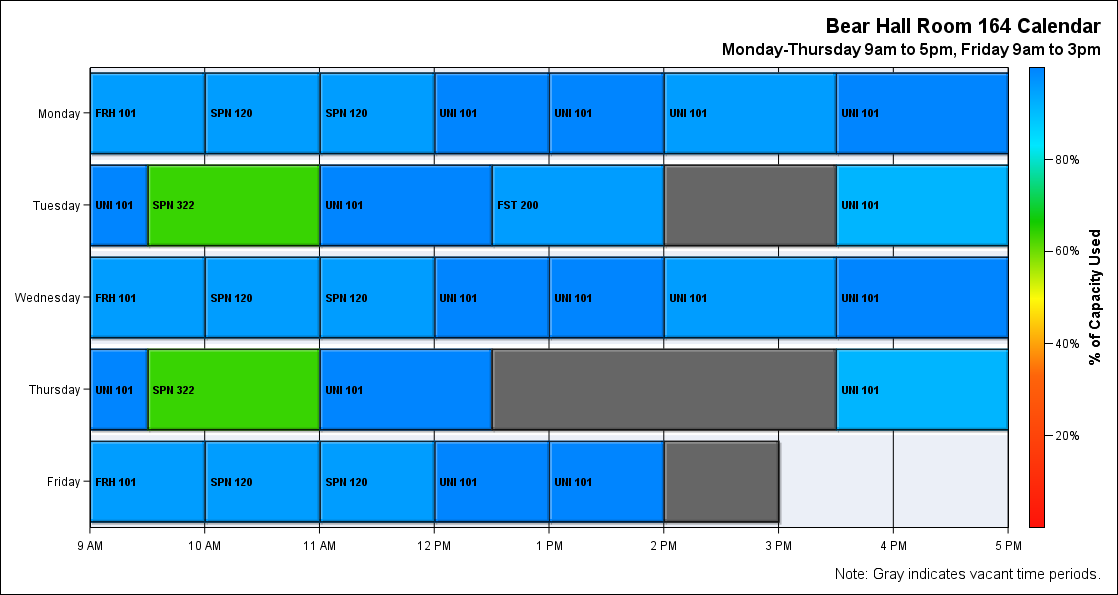 Bear Hall Room 164 Calendar
Monday-Thursday 9am to 5pm, Friday 9am to 3pm
Monday
FRH 101 SPN 120 SPN 120 UNI 101 UNI 101 UNI 101 UNI 101
Tuesday
UNI 101 SPN 322 UNI 101 FST 200 UNI 101
Wednesday
FRH 101 SPN 120 SPN 120 UNI 101 UNI 101 UNI 101 UNI 101
Thursday
UNI 101 SPN 322 UNI 101 UNI 101
Friday
FRH 101 SPN 120 SPN 120 UNI 101 UNI 101
9 AM 10 AM 11 AM 12 PM 1 PM 2 PM 3 PM 4 PM 5 PM
80%
60%
40%
20%
% of Capacity Used
Note: Gray indicates vacant time periods.